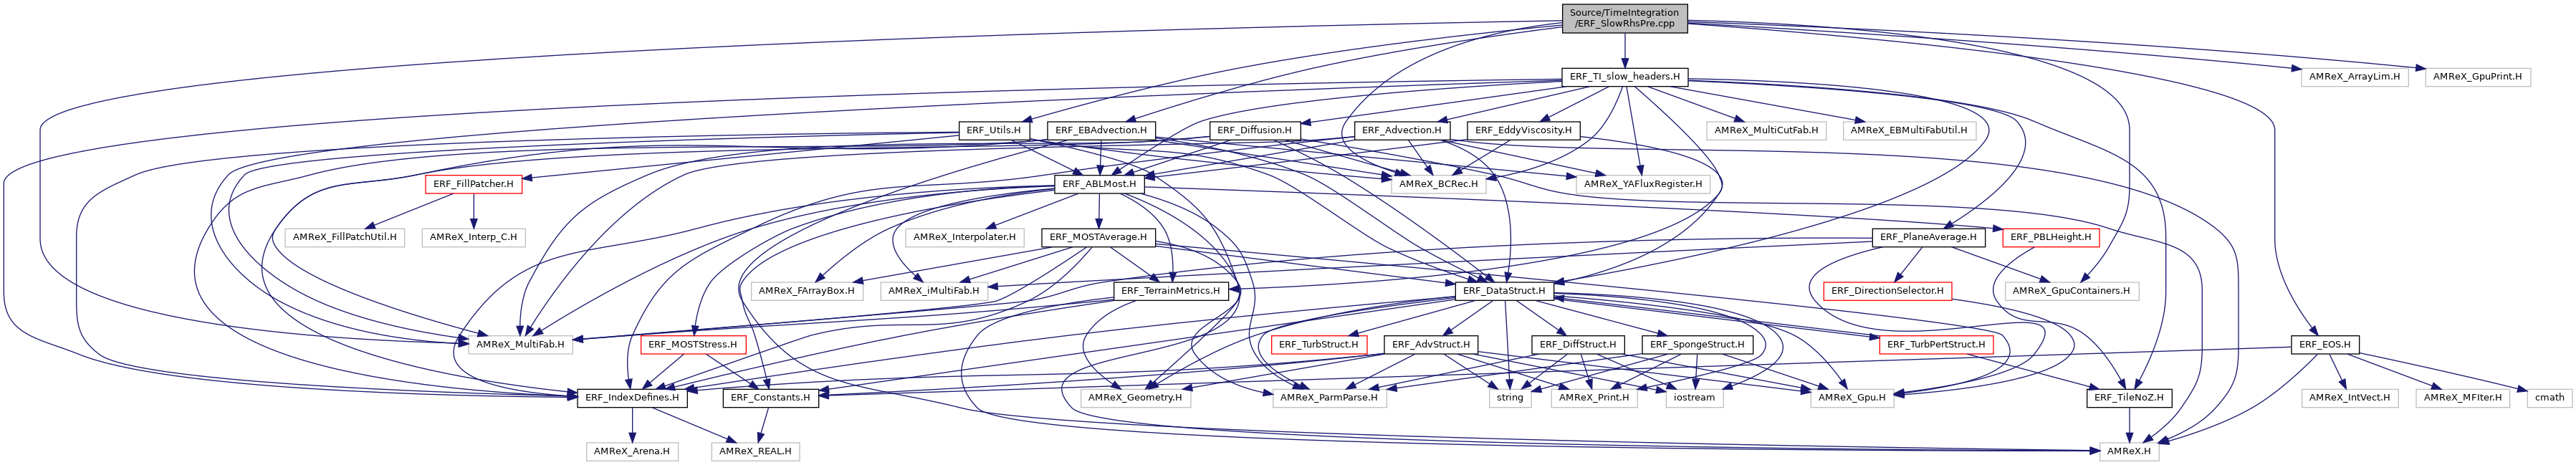 Source/TimeIntegration
/ERF_SlowRhsPre.cpp
ERF_TI_slow_headers.H
AMReX_ArrayLim.H
AMReX_GpuPrint.H
ERF_Utils.H
ERF_EBAdvection.H
ERF_Diffusion.H
ERF_Advection.H
ERF_EddyViscosity.H
AMReX_MultiCutFab.H
AMReX_EBMultiFabUtil.H
ERF_FillPatcher.H
ERF_ABLMost.H
AMReX_BCRec.H
AMReX_YAFluxRegister.H
AMReX_FillPatchUtil.H
AMReX_Interp_C.H
AMReX_Interpolater.H
ERF_MOSTAverage.H
ERF_PlaneAverage.H
ERF_PBLHeight.H
AMReX_FArrayBox.H
AMReX_iMultiFab.H
ERF_TerrainMetrics.H
ERF_DataStruct.H
ERF_DirectionSelector.H
AMReX_GpuContainers.H
AMReX_MultiFab.H
ERF_MOSTStress.H
ERF_TurbStruct.H
ERF_AdvStruct.H
ERF_DiffStruct.H
ERF_SpongeStruct.H
ERF_TurbPertStruct.H
ERF_EOS.H
ERF_IndexDefines.H
ERF_Constants.H
AMReX_Geometry.H
AMReX_ParmParse.H
string
AMReX_Print.H
iostream
AMReX_Gpu.H
ERF_TileNoZ.H
AMReX_IntVect.H
AMReX_MFIter.H
cmath
AMReX_Arena.H
AMReX_REAL.H
AMReX.H